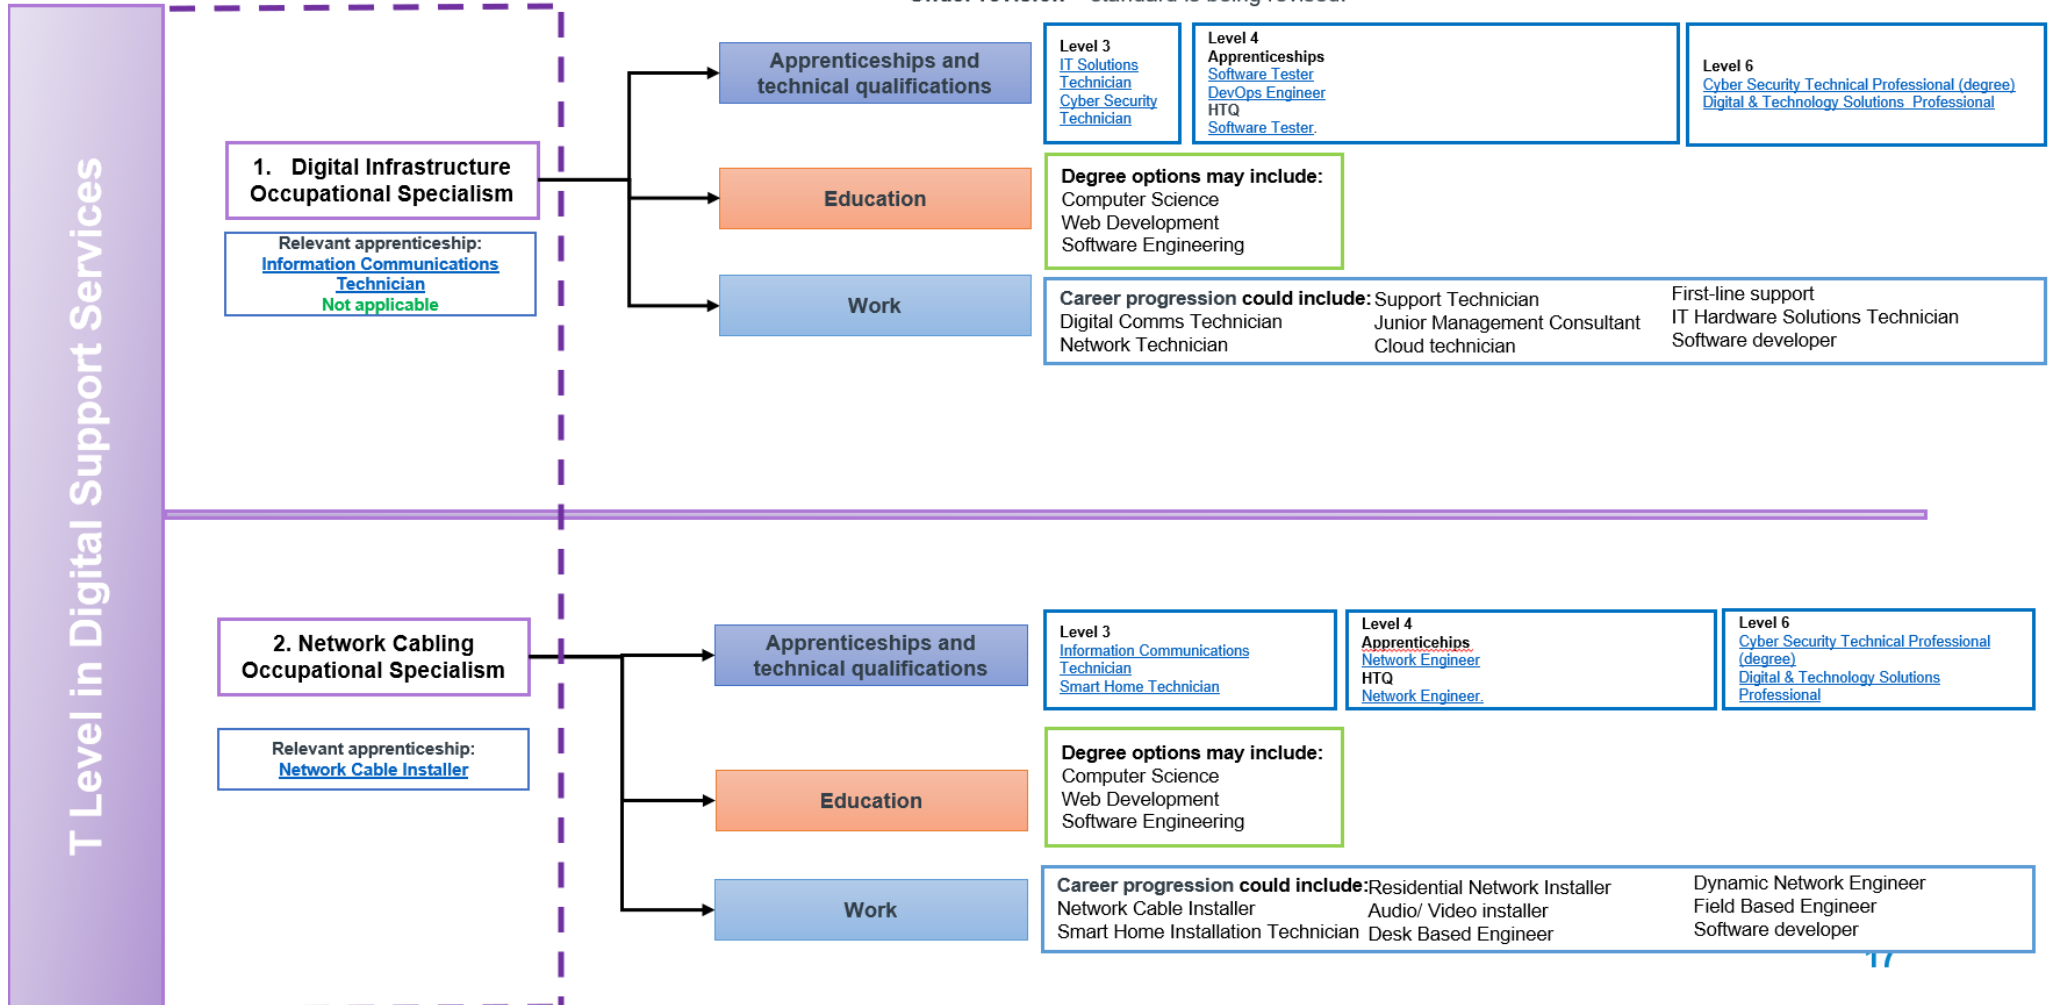 Under revision – standard is being revised.
T Level in Digital Support Services
1. Digital Infrastructure
Occupational Specialism
Relevant apprenticeship:
Information Communications
Technician
Not applicable
Apprenticeships and
technical qualifications
Level 3
IT Solutions
Technician
Cyber Security
Technician
Level 4
Apprenticeships
Software Tester
DevOps Engineer
HTQ
Software Tester.
Level 6
Cyber Security Technical Professional (degree)
Digital & Technology Solutions Professional
Education
Degree options may include:
Computer Science
Web Development
Software Engineering
Work
Career progression could include:
Digital Comms Technician
Network Technician
Support Technician
Junior Management Consultant
Cloud technician
First-line support
IT Hardware Solutions Technician
Software developer
2. Network Cabling
Occupational Specialism
Relevant apprenticeship:
Network Cable Installer
Apprenticeships and
technical qualifications
Level 3
Information Communications
Technician
Smart Home Technician
Level 4
Apprenticehips
Network Engineer
HTQ
Network Engineer.
Level 6
Cyber Security Technical Professional
(degree)
Digital & Technology Solutions
Professional
Education
Degree options may include:
Computer Science
Web Development
Software Engineering
Work
Career progression could include:
Network Cable Installer
Smart Home Installation Technician
Residential Network Installer
Audio/ Video installer
Desk Based Engineer
Dynamic Network Engineer
Field Based Engineer
Software developer
17